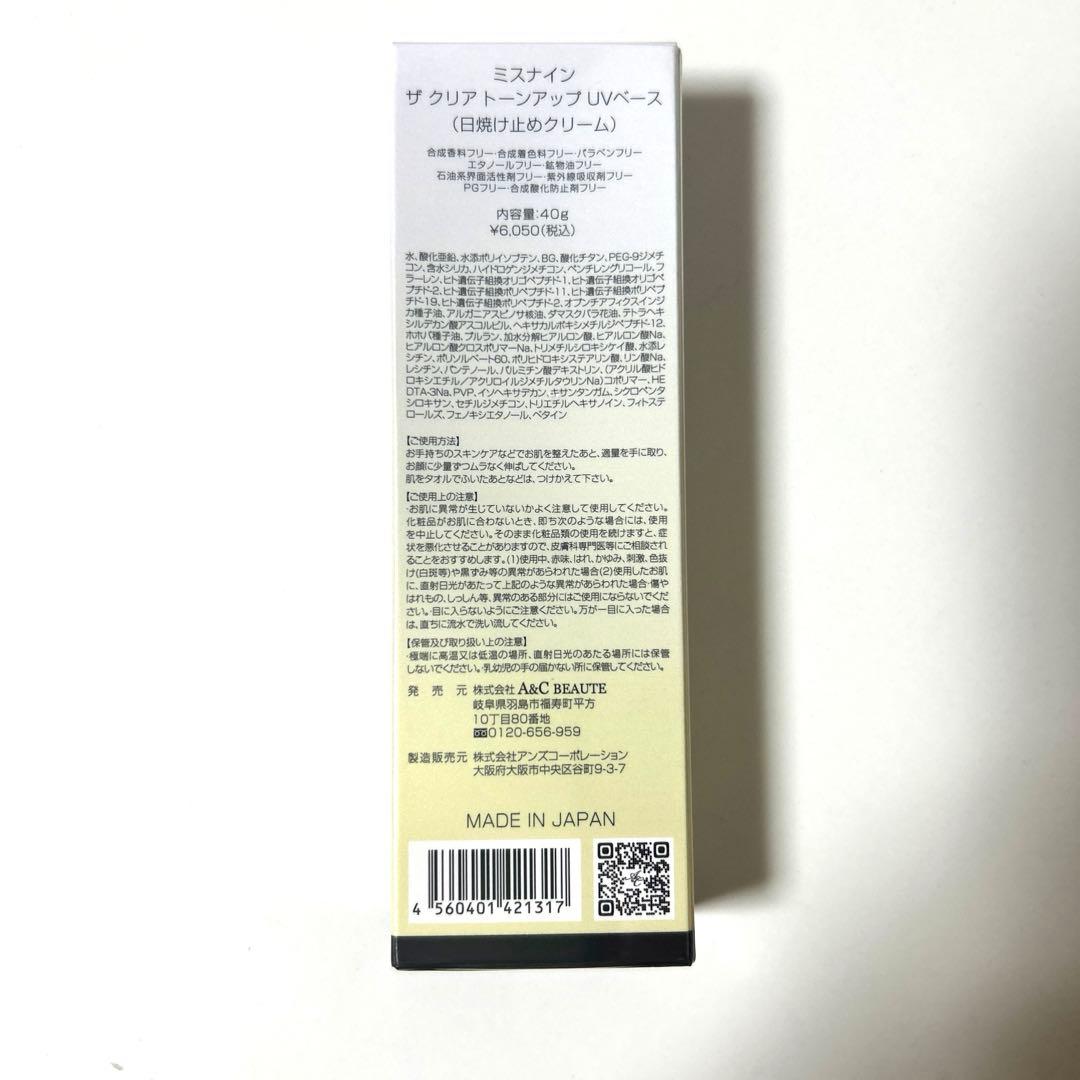 ミスナイン
ザ クリア トーンアップ UVベース
(日焼け止めクリーム)
合成香料フリー・合成着色料フリー・パラベンフリー
エタノールフリー・鉱物油フリー
石油系界面活性剤フリー・紫外線吸収剤フリー
PGフリー・合成酸化防止剤フリー
内容量:40g
¥6,050(税込)
水、酸化亜鉛、水添ポリイソブテン、BG、酸化チタン、PEG-9ジメチ
コン、含水シリカ、ハイドロゲンジメチコン、ペンチレングリコール、フ
ラーレン、ヒト遺伝子組換オリゴペプチド-1、ヒト遺伝子組換オリゴペ
プチド-2、ヒト遺伝子組換ポリペプチド-11、ヒト遺伝子組換ポリペプ
チド-19、ヒト遺伝子組換ポリペプチド-2、オプンチアフィクスインジ
カ種子油、アルガニアスピノサ核油、ダマスクバラ花油、テトラヘキ
シルデカン酸アスコルビル、ヘキサカルボキシメチルジペプチド-12、
ホホバ種子油、プルラン、加水分解ヒアルロン酸、ヒアルロン酸Na、
ヒアルロン酸クロスポリマーNa、トリメチルシロキシケイ酸、水添レ
シチン、ポリソルベート60、ポリヒドロキシステアリン酸、リン酸Na、
レシチン、パンテノール、パルミチン酸デキストリン、(アクリル酸ヒド
ロキシエチル/アクリロイルジメチルタウリンNa)コポリマー、HE
DTA-3Na、PVP、イソヘキサデカン、キサンタンガム、シクロペンタ
シロキサン、セチルジメチコン、トリエチルヘキサノイン、フィトステ
ロールズ、フェノキシエタノール、ベタイン
【ご使用方法】
お手持ちのスキンケアなどでお肌を整えたあと、適量を手に取り、
お顔に少量ずつムラなく伸ばしてください。
肌をタオルでふいたあとなどは、つけかえて下さい。
【ご使用上の注意】
・お肌に異常が生じていないかよく注意して使用してください。
化粧品がお肌に合わないとき、即ち次のような場合には、使用
を中止してください。そのまま化粧品類の使用を続けますと、症
状を悪化させることがありますので、皮膚科専門医等にご相談され
ることをおすすめします。(1)使用中、赤味、はれ、かゆみ、刺激、色抜
け(白斑等)や黒ずみ等の異常があらわれた場合(2)使用したお肌
に、直射日光があたって上記のような異常があらわれた場合・傷や
はれもの、しっしん等、異常のある部分にはご使用にならないでくだ
さい。・目に入らないようにご注意ください。万が一目に入った場合
は、直ちに流水で洗い流してください。
【保管及び取り扱い上の注意】
・極端に高温又は低温の場所、直射日光のあたる場所には保管
しないでください。・乳幼児の手の届かない所に保管してください。
発 売 元 株式会社 A&C BEAUTE
岐阜県羽島市福寿町平方
10丁目80番地
0120-656-959
製造販売元 株式会社アンズコーポレーション
大阪府大阪市中央区谷町9-3-7
MADE IN JAPAN
4 560401 421317